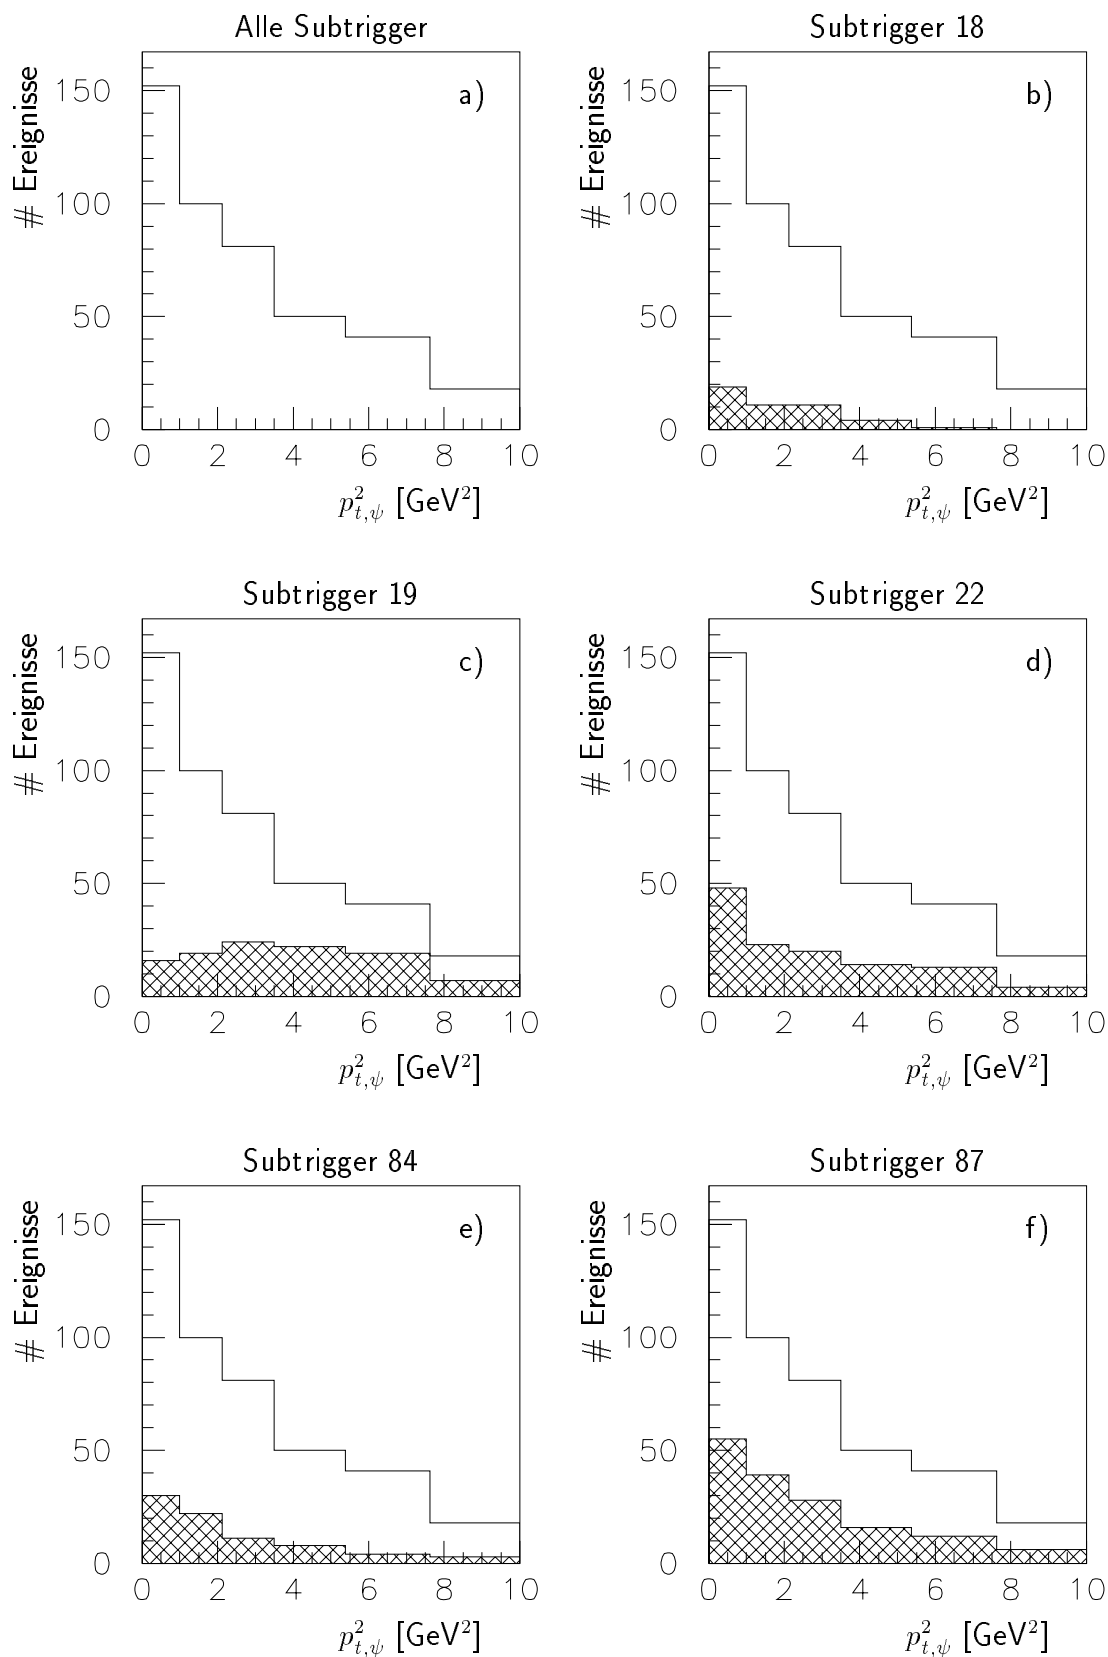 Alle Subtrigger
# Ereignisse
a)
150
100
50
0
0 2 4 6 8 10
p²t,ψ [GeV²]
Subtrigger 18
# Ereignisse
b)
150
100
50
0
0 2 4 6 8 10
p²t,ψ [GeV²]
Subtrigger 19
# Ereignisse
c)
150
100
50
0
0 2 4 6 8 10
p²t,ψ [GeV²]
Subtrigger 22
# Ereignisse
d)
150
100
50
0
0 2 4 6 8 10
p²t,ψ [GeV²]
Subtrigger 84
# Ereignisse
e)
150
100
50
0
0 2 4 6 8 10
p²t,ψ [GeV²]
Subtrigger 87
# Ereignisse
f)
150
100
50
0
0 2 4 6 8 10
p²t,ψ [GeV²]